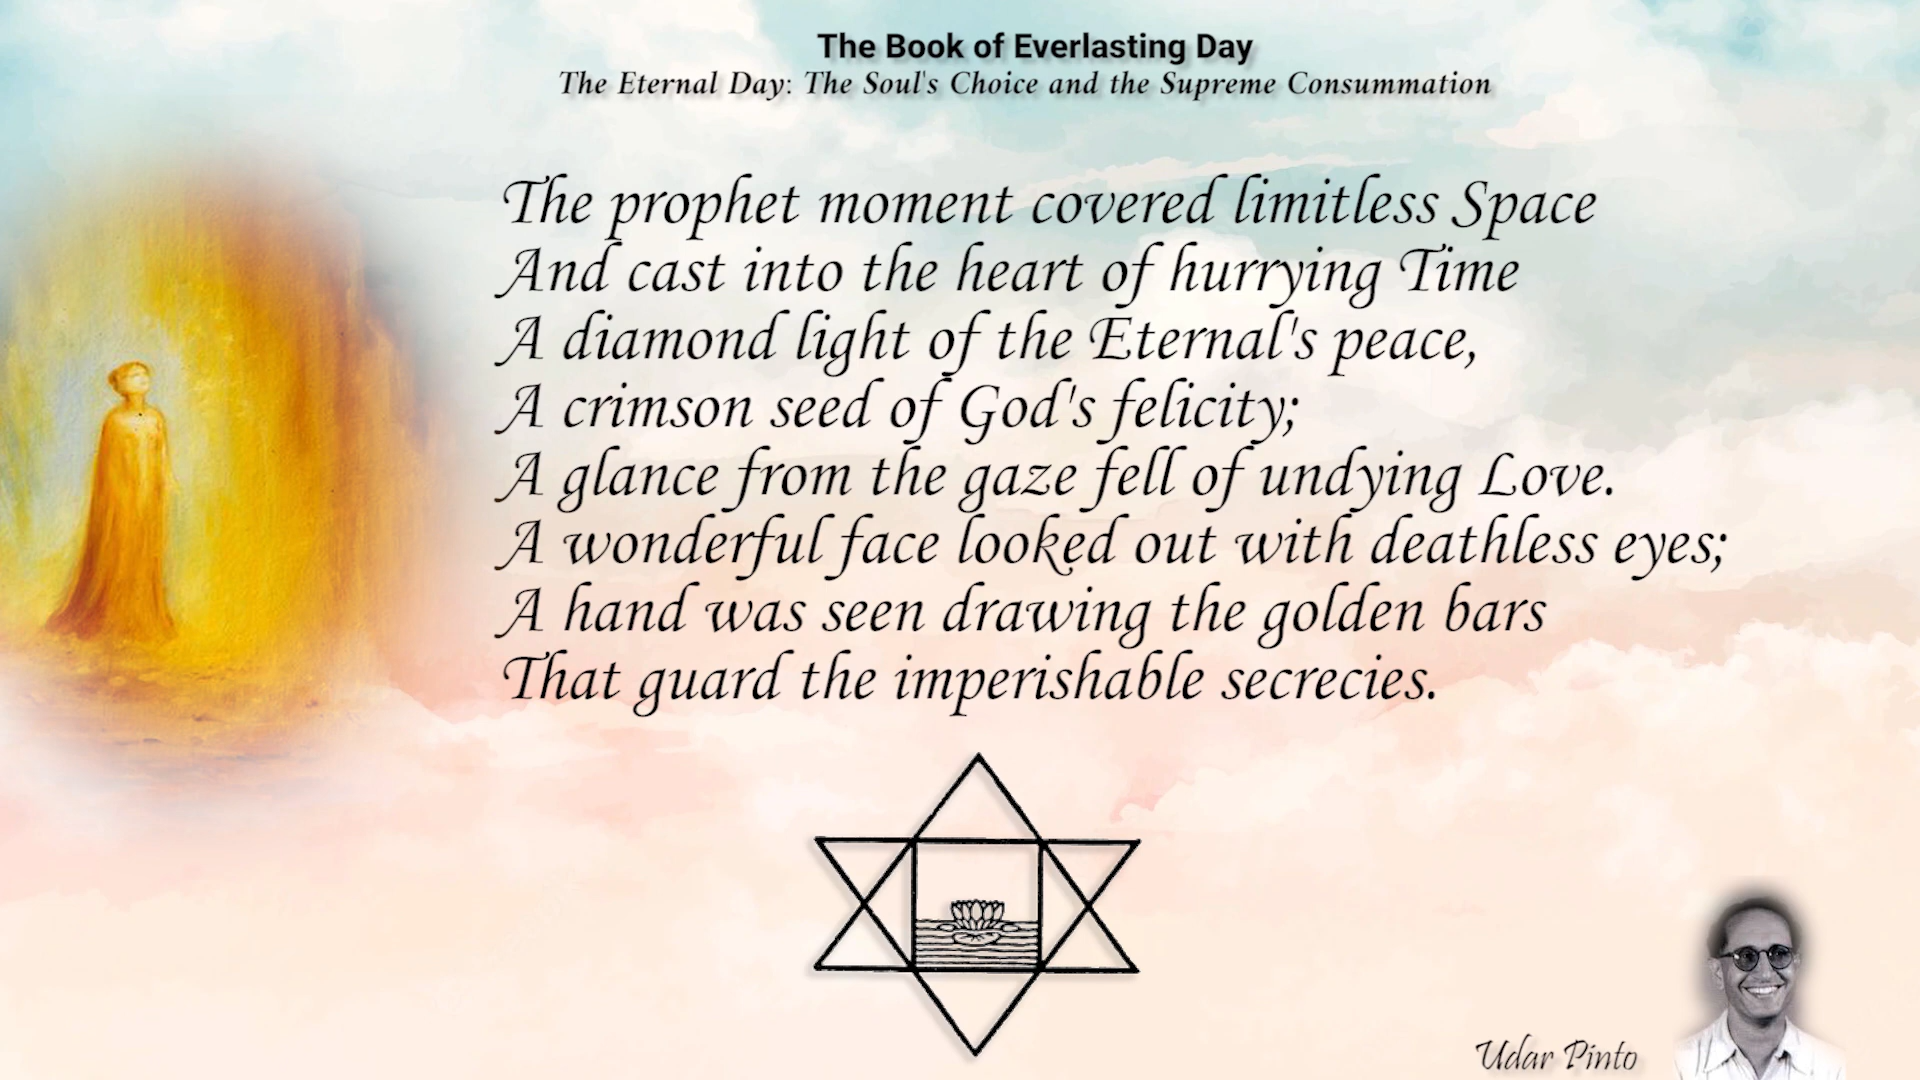 The Book of Everlasting Day
The Eternal Day: The Soul's Choice and the Supreme Consummation
The prophet moment covered limitless Space
And cast into the heart of hurrying Time
A diamond light of the Eternal's peace,
A crimson seed of God's felicity;
A glance from the gaze fell of undying Love.
A wonderful face looked out with deathless eyes;
A hand was seen drawing the golden bars
That guard the imperishable secrecies.
Udar Pinto